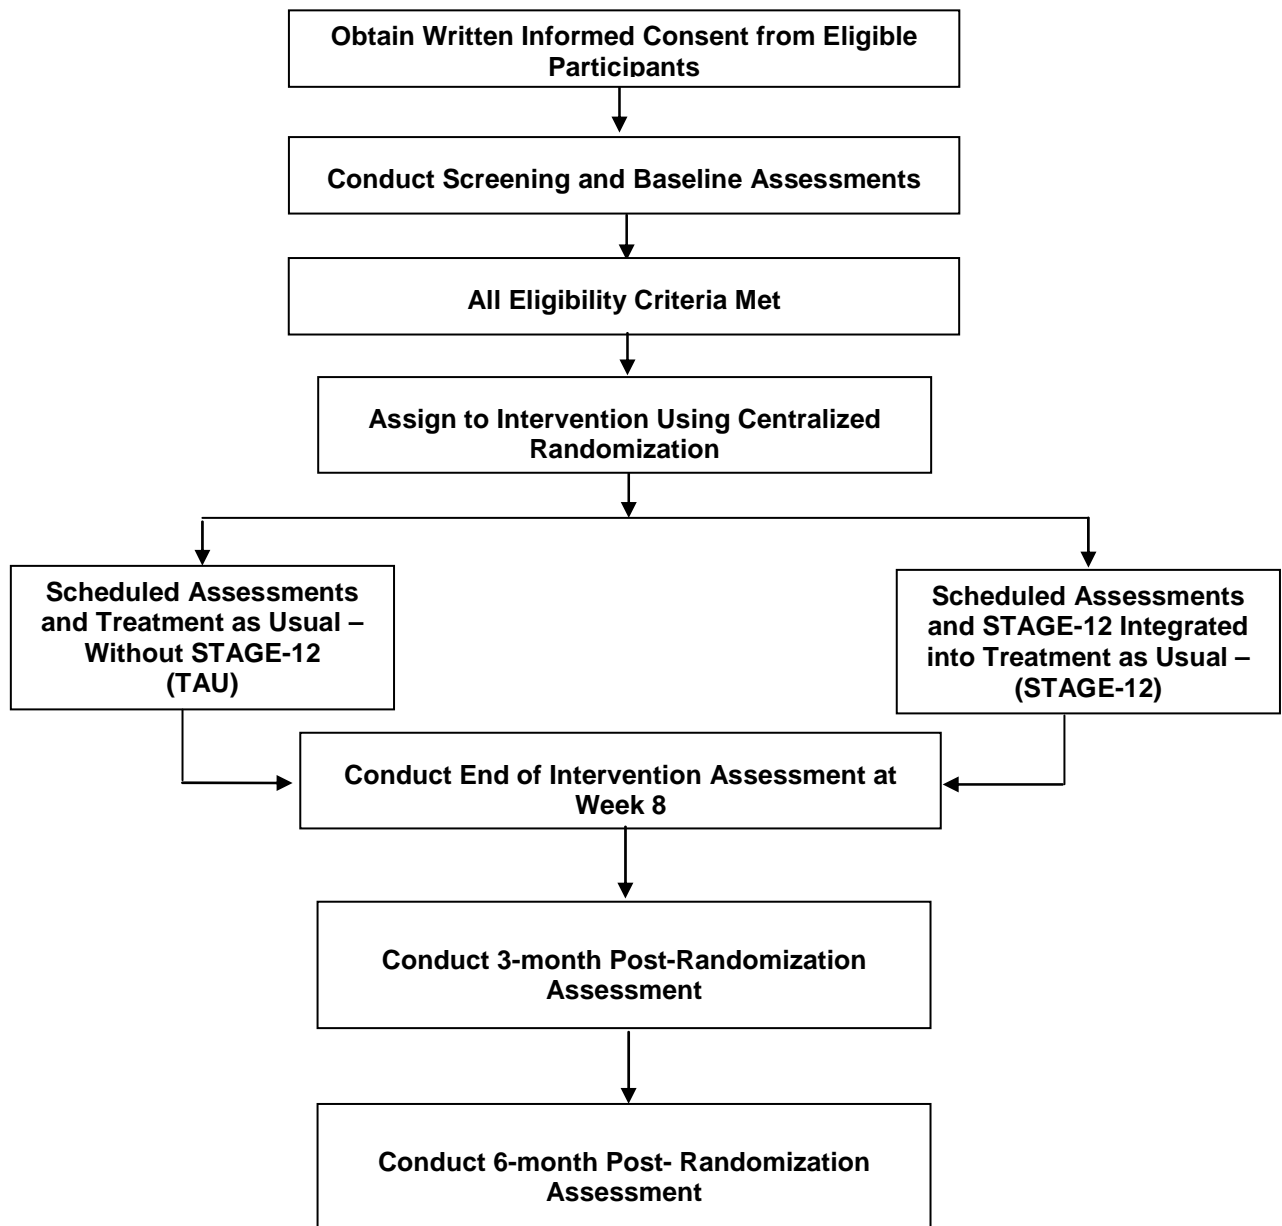 Obtain Written Informed Consent from Eligible
Participants
Conduct Screening and Baseline Assessments
All Eligibility Criteria Met
Assign to Intervention Using Centralized
Randomization
Scheduled Assessments
and Treatment as Usual –
Without STAGE-12
(TAU)
Scheduled Assessments
and STAGE-12 Integrated
into Treatment as Usual –
(STAGE-12)
Conduct End of Intervention Assessment at
Week 8
Conduct 3-month Post-Randomization
Assessment
Conduct 6-month Post- Randomization
Assessment